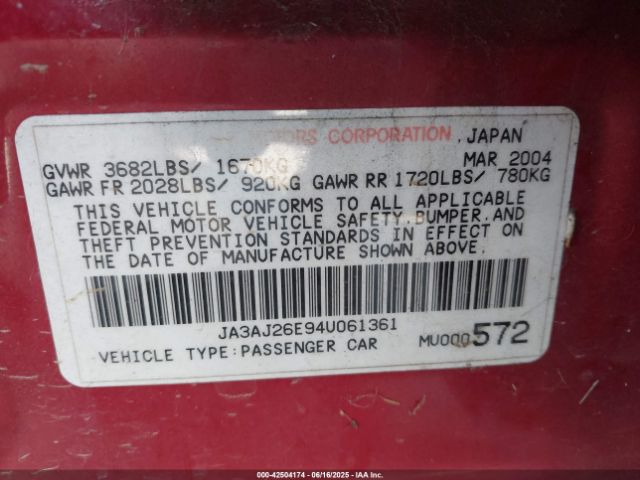 MOTORS CORPORATION , JAPAN
GVWR 3682LBS/ 1670KG MAR 2004
GAWR FR 2028LBS/ 920KG GAWR RR 1720LBS/ 780KG
THIS VEHICLE CONFORMS TO ALL APPLICABLE
FEDERAL MOTOR VEHICLE SAFETY, BUMPER, AND
THEFT PREVENTION STANDARDS IN EFFECT ON
THE DATE OF MANUFACTURE SHOWN ABOVE.
JA3AJ26E94U061361
VEHICLE TYPE:PASSENGER CAR MU000572
000-42504174 - 06/16/2025 - IAAI.COM